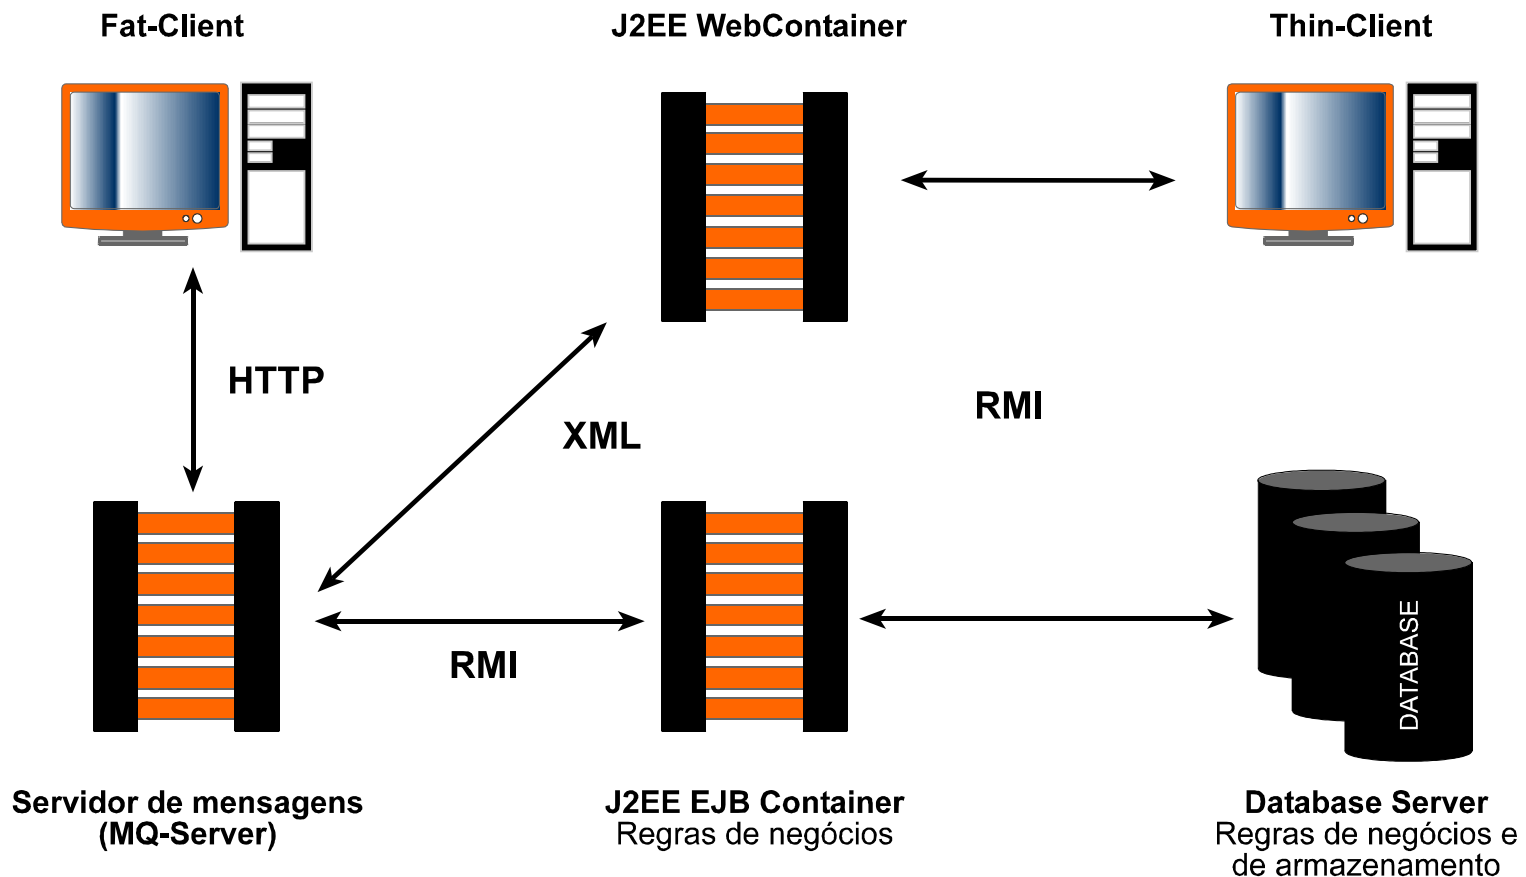 Fat-Client
J2EE WebContainer
Thin-Client
HTTP
XML
RMI
RMI
DATABASE
Servidor de mensagens
(MQ-Server)
J2EE EJB Container
Regras de negócios
Database Server
Regras de negócios e
de armazenamento